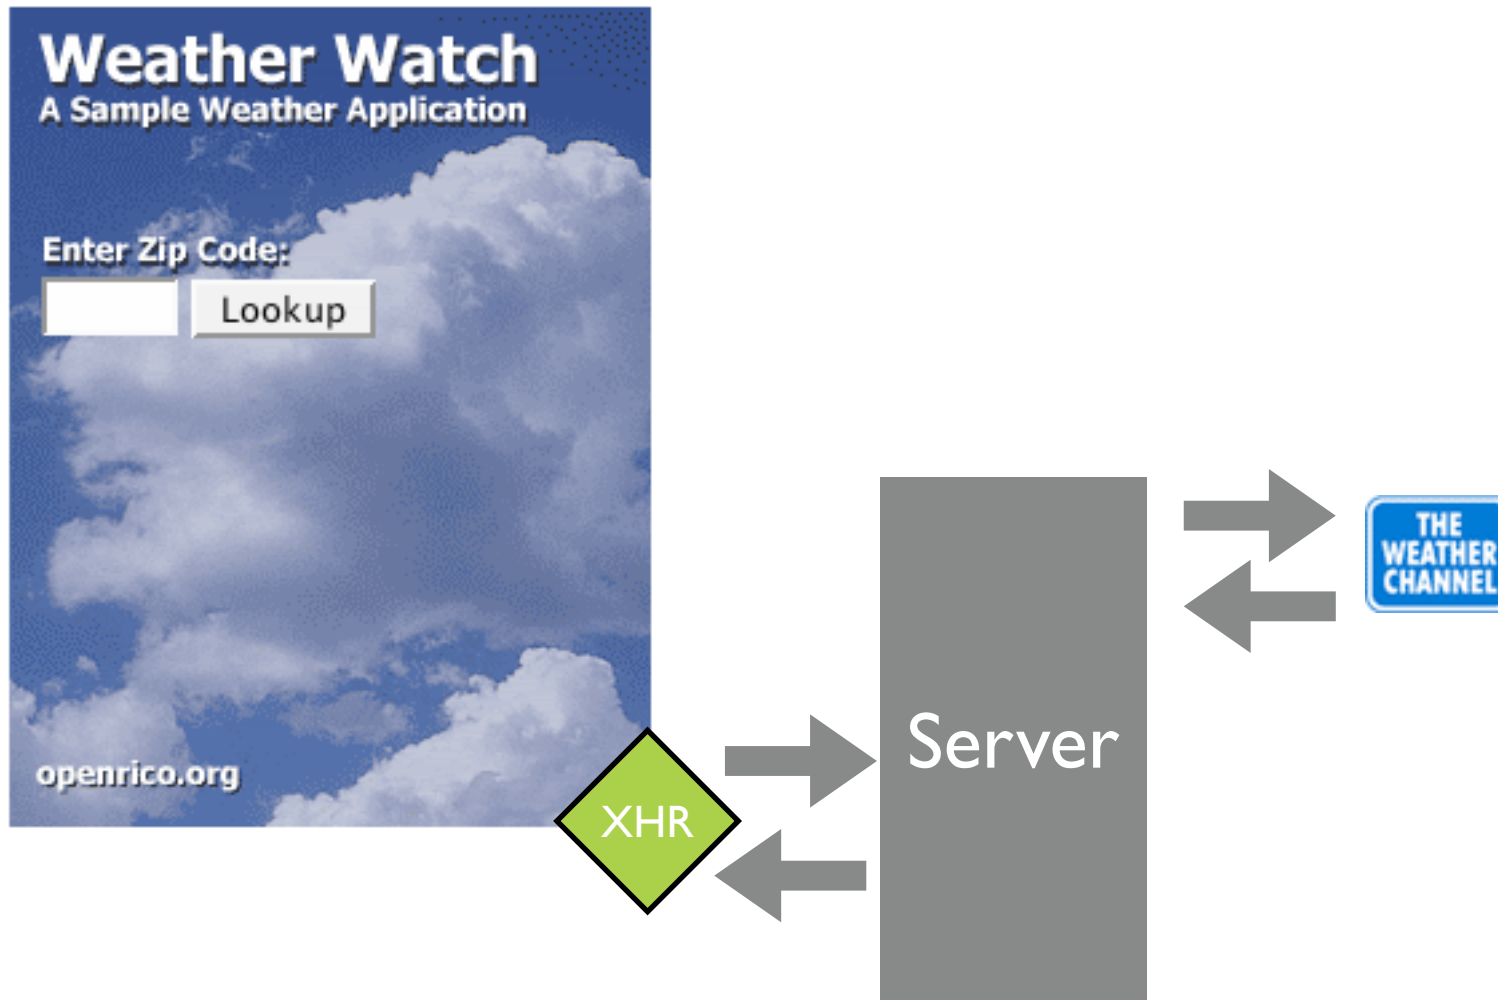 Weather Watch
A Sample Weather Application
Enter Zip Code:
Lookup
THE
WEATHER
CHANNEL
Server
openrico.org
XHR